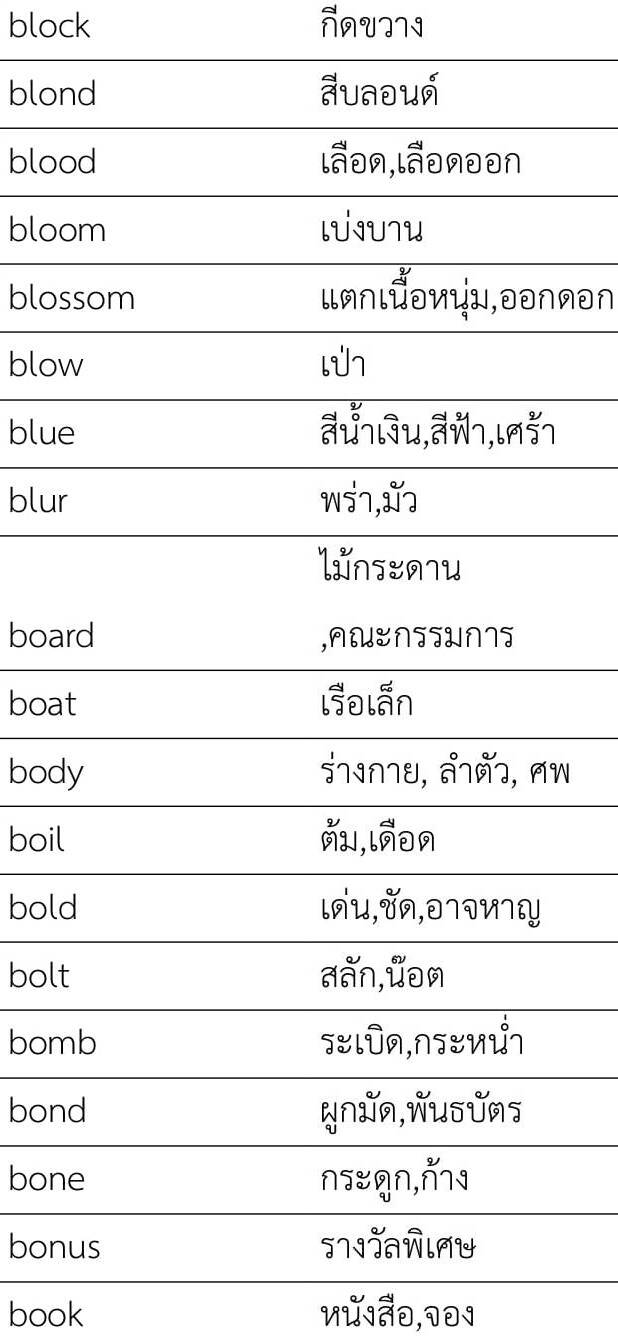 block กีดขวาง
blond สีบลอนด์
blood เลือด,เลือดออก
bloom เบ่งบาน
blossom แตกเนื้อหนุ่ม,ออกดอก
blow เป่า
blue สีน้ำเงิน,สีฟ้า,เศร้า
blur พร่า,มัว
ไม้กระดาน
board ,คณะกรรมการ
boat เรือเล็ก
body ร่างกาย, ลำตัว, ศพ
boil ต้ม,เดือด
bold เด่น,ชัด,อาจหาญ
bolt สลัก,น๊อต
bomb ระเบิด,กระหน่ำ
bond ผูกมัด,พันธบัตร
bone กระดูก,ก้าง
bonus รางวัลพิเศษ
book หนังสือ,จอง